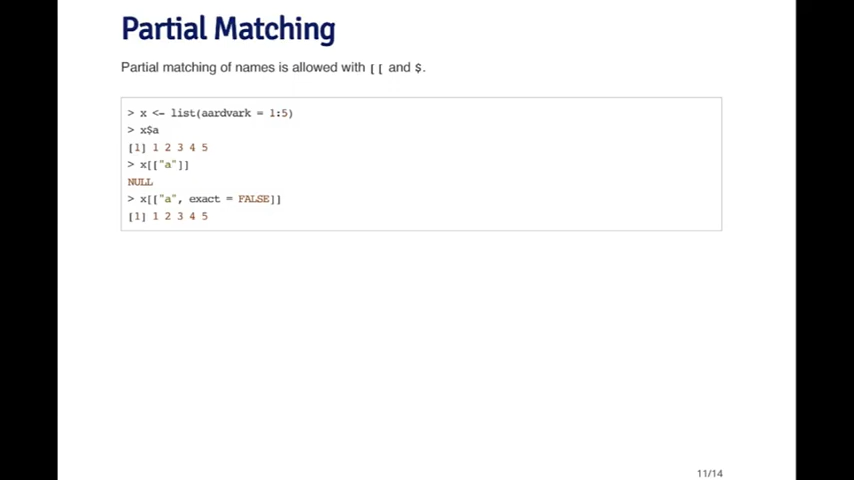 Partial Matching
Partial matching of names is allowed with [[ and $.
> x <- list(aardvark = 1:5)
> x$a
[1] 1 2 3 4 5
> x[["a"]]
NULL
> x[["a", exact = FALSE]]
[1] 1 2 3 4 5
11/14